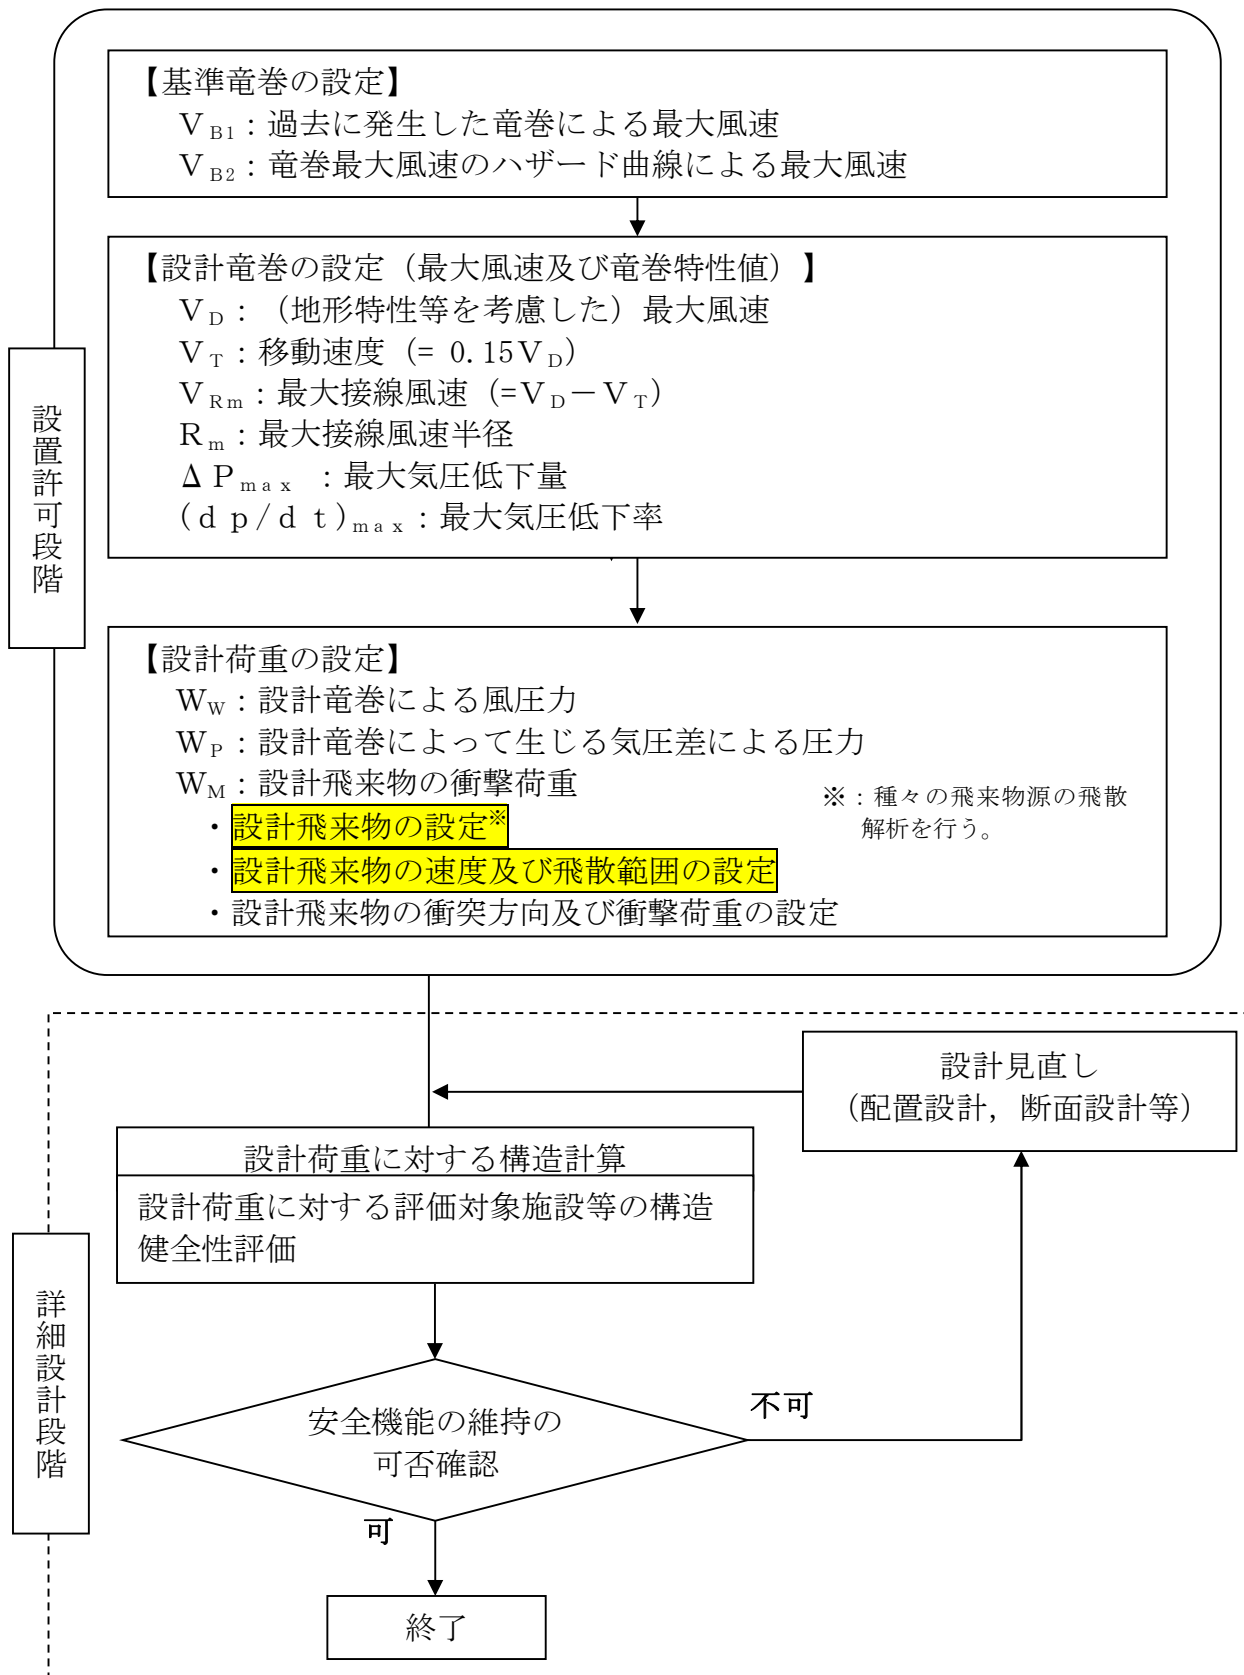 【基準竜巻の設定】
V_B1：過去に発生した竜巻による最大風速
V_B2：竜巻最大風速のハザード曲線による最大風速
【設計竜巻の設定（最大風速及び竜巻特性値）】
V_D：（地形特性等を考慮した）最大風速
V_T：移動速度（= 0.15V_D）
V_Rm：最大接線風速（=V_D－V_T）
R_m：最大接線風速半径
ΔP_max ：最大気圧低下量
(dp/dt)_max：最大気圧低下率
設置許可段階
【設計荷重の設定】
W_W：設計竜巻による風圧力
W_P：設計竜巻によって生じる気圧差による圧力
W_M：設計飛来物の衝撃荷重
・設計飛来物の設定※
・設計飛来物の速度及び飛散範囲の設定
・設計飛来物の衝突方向及び衝撃荷重の設定
※：種々の飛来物源の飛散
解析を行う。
設計見直し
（配置設計，断面設計等）
設計荷重に対する構造計算
設計荷重に対する評価対象施設等の構造
健全性評価
詳細設計段階
安全機能の維持の
可否確認
不可
可
終了